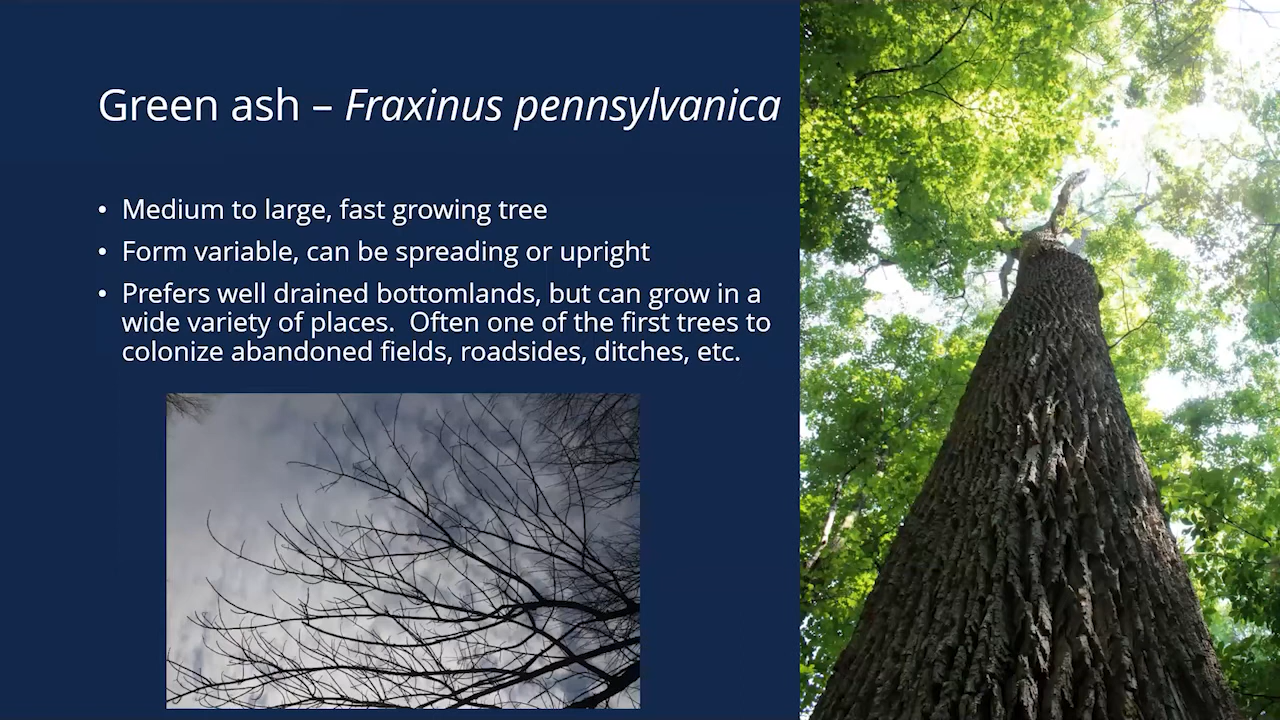 Green ash – Fraxinus pennsylvanica
• Medium to large, fast growing tree
• Form variable, can be spreading or upright
• Prefers well drained bottomlands, but can grow in a
wide variety of places.  Often one of the first trees to
colonize abandoned fields, roadsides, ditches, etc.